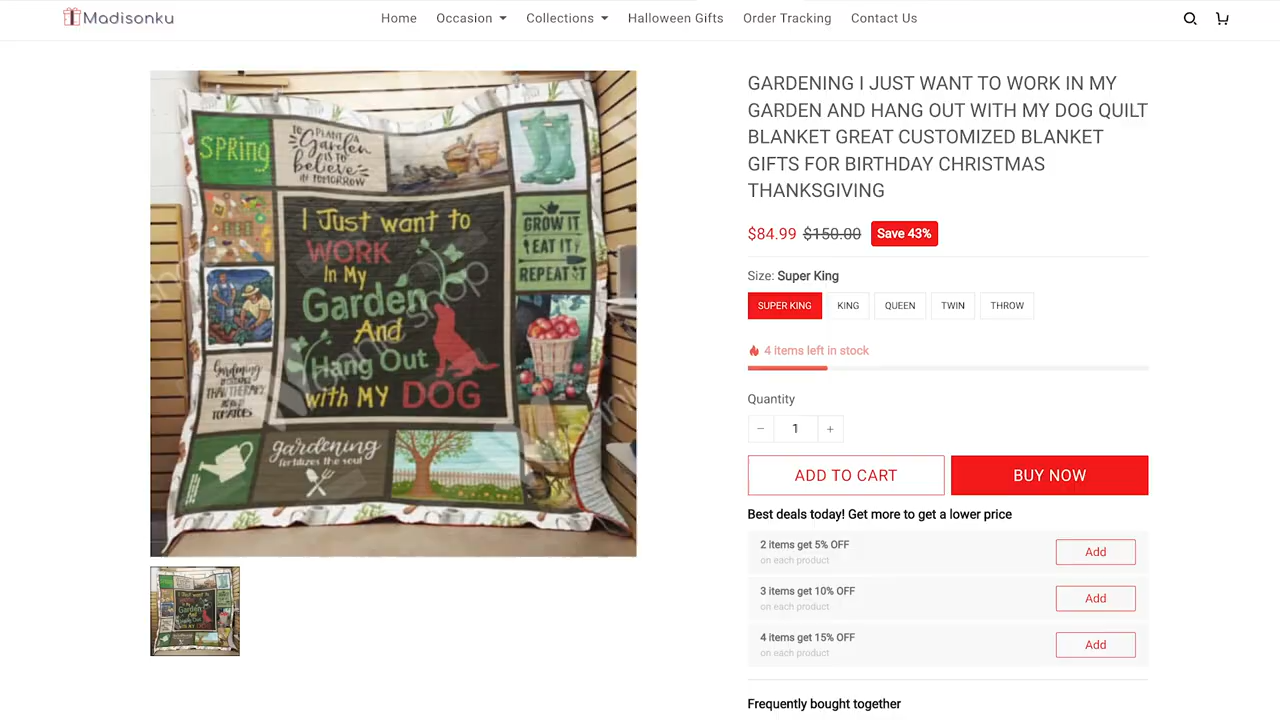 Madisonku
Home Occasion Collections Halloween Gifts Order Tracking Contact Us
SPRing
TO PLANT A
Garden
IS TO
believe
IN TOMORROW
I Just want to
WORK
In My
Garden
And
Hang Out
with MY DOG
GROW IT
EAT IT
REPEAT IT
Gardening
IS CHEAPER
THAN THERAPY
TOMATOES
gardening
fertilizes the soul
GARDENING I JUST WANT TO WORK IN MY
GARDEN AND HANG OUT WITH MY DOG QUILT
BLANKET GREAT CUSTOMIZED BLANKET
GIFTS FOR BIRTHDAY CHRISTMAS
THANKSGIVING
$84.99 $150.00 Save 43%
Size: Super King
SUPER KING KING QUEEN TWIN THROW
4 items left in stock
Quantity
− 1 +
ADD TO CART BUY NOW
Best deals today! Get more to get a lower price
2 items get 5% OFF
on each product
Add
3 items get 10% OFF
on each product
Add
4 items get 15% OFF
on each product
Add
Frequently bought together